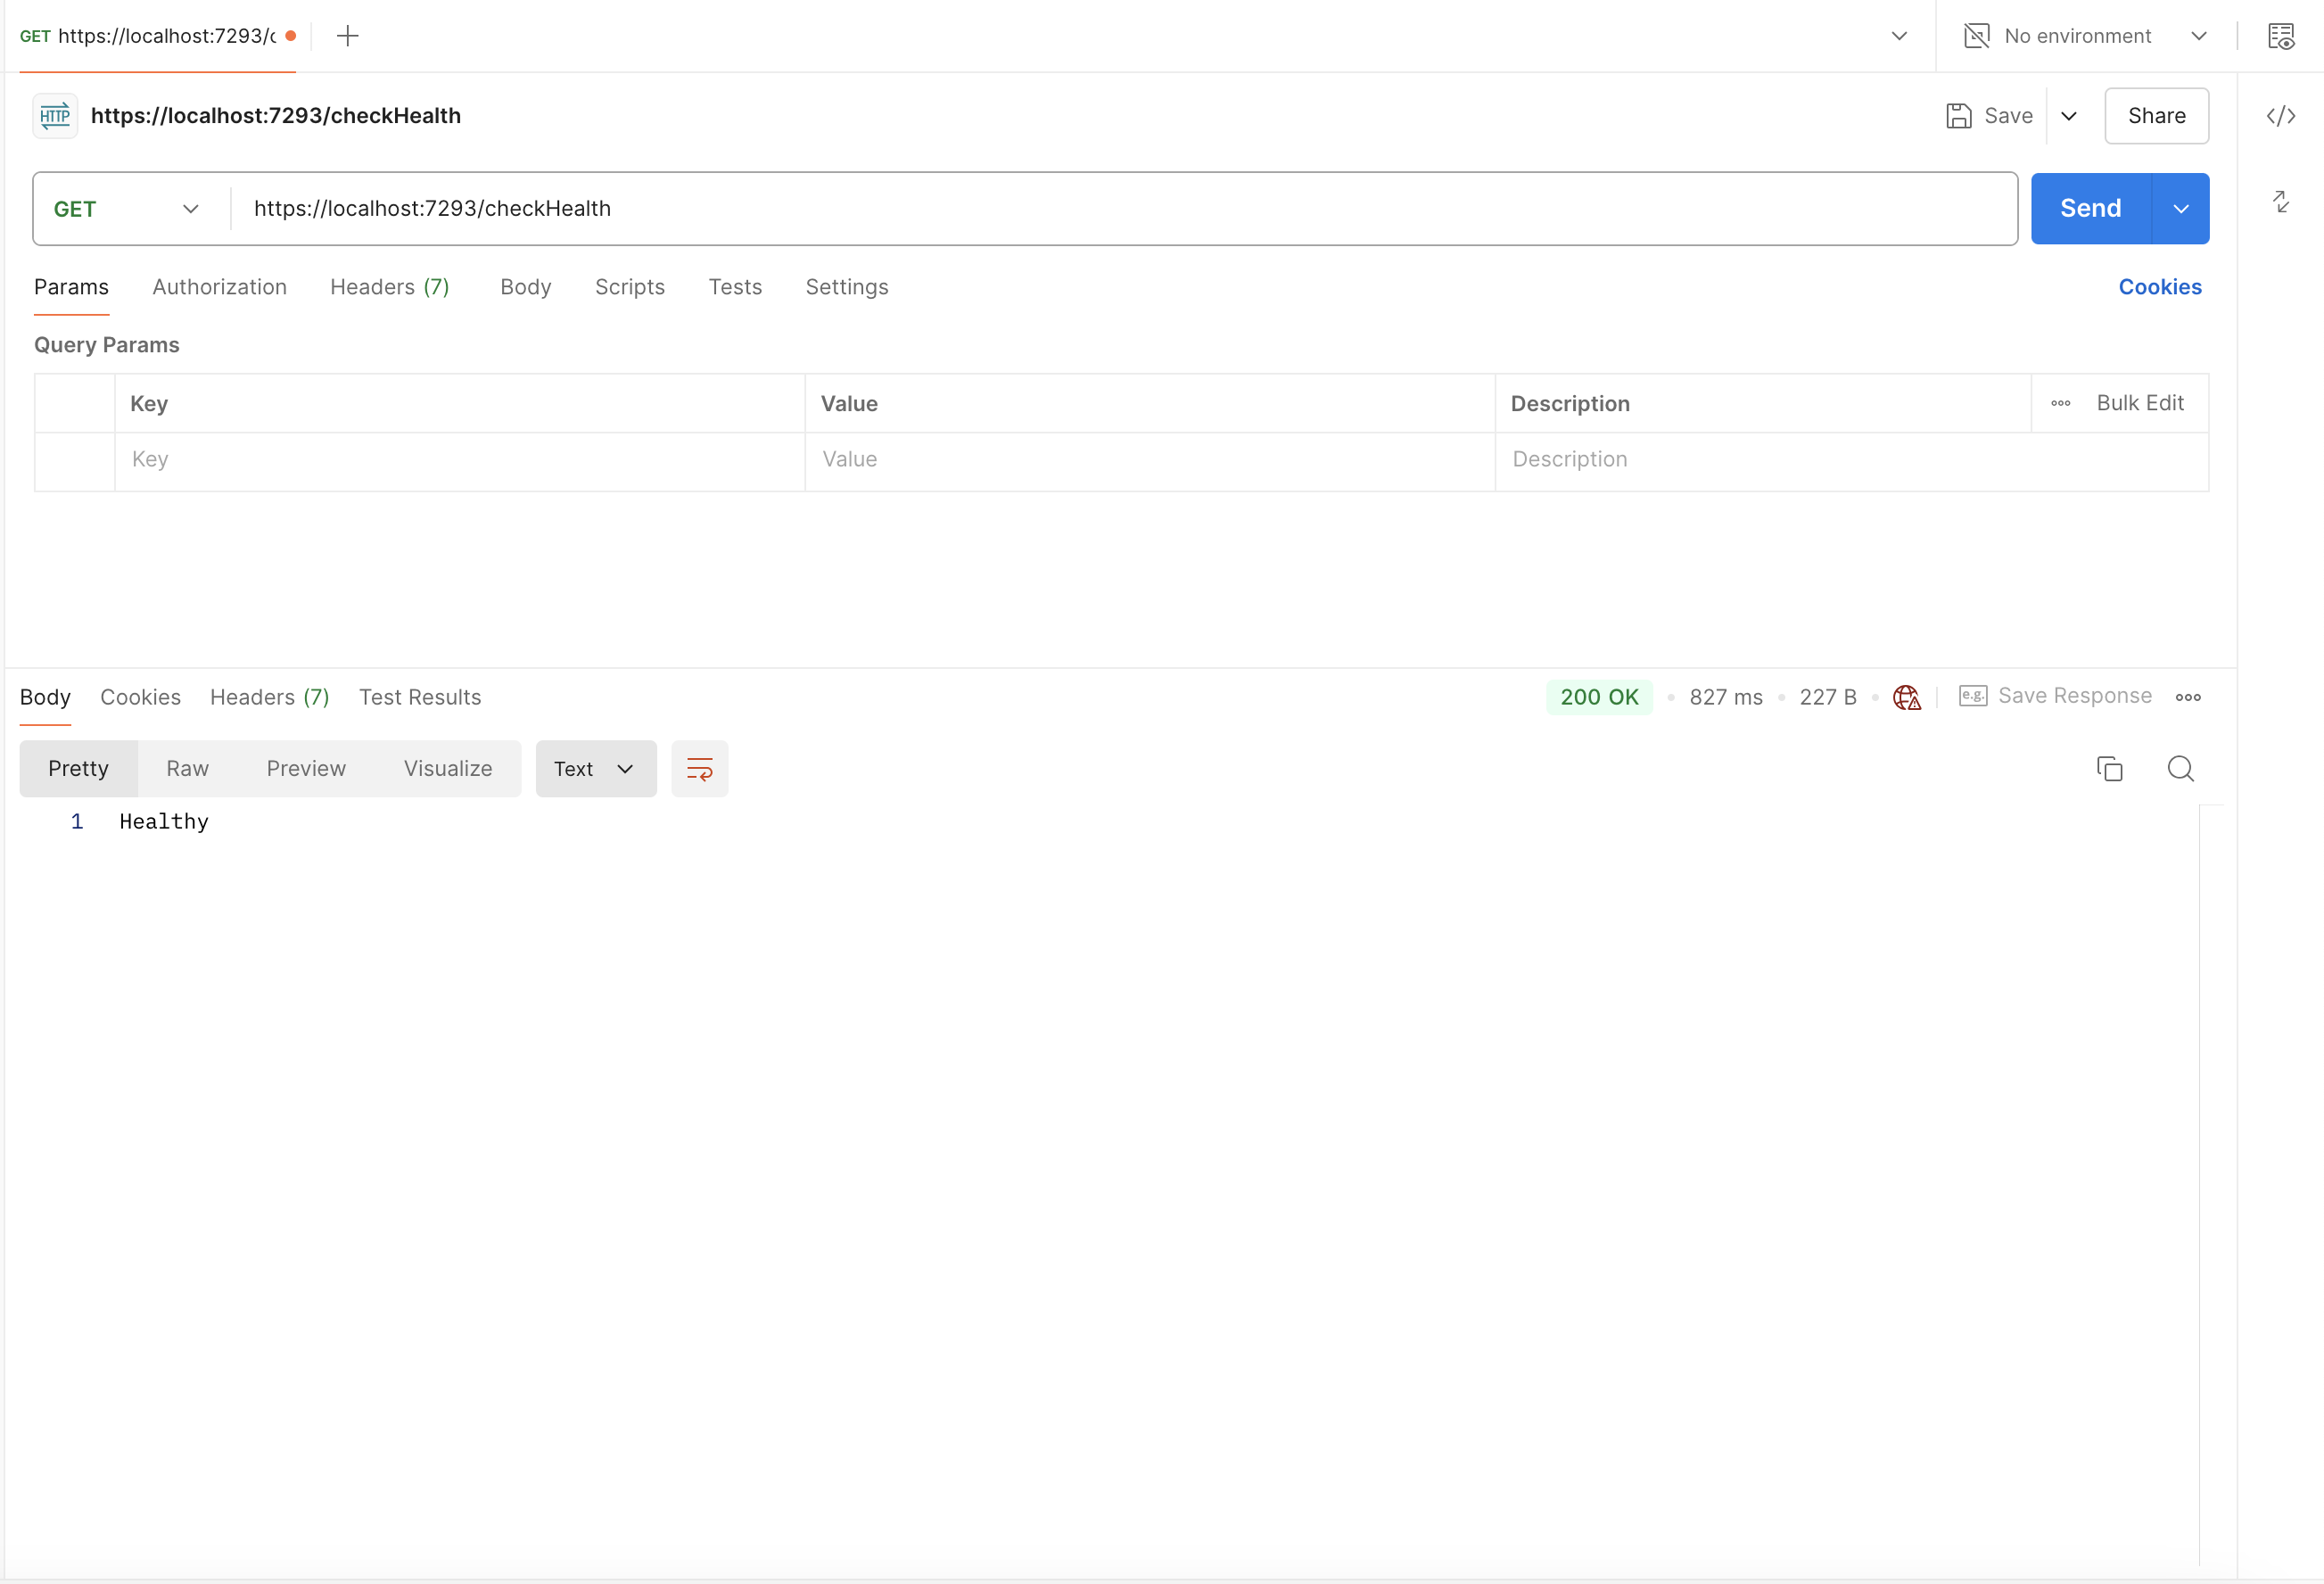 GET https://localhost:7293/c
No environment
HTTP https://localhost:7293/checkHealth
Save
Share
GET https://localhost:7293/checkHealth
Send
Params Authorization Headers (7) Body Scripts Tests Settings Cookies
Query Params
Key Value Description Bulk Edit
Key Value Description
Body Cookies Headers (7) Test Results 200 OK 827 ms 227 B e.g. Save Response
Pretty Raw Preview Visualize Text
1 Healthy